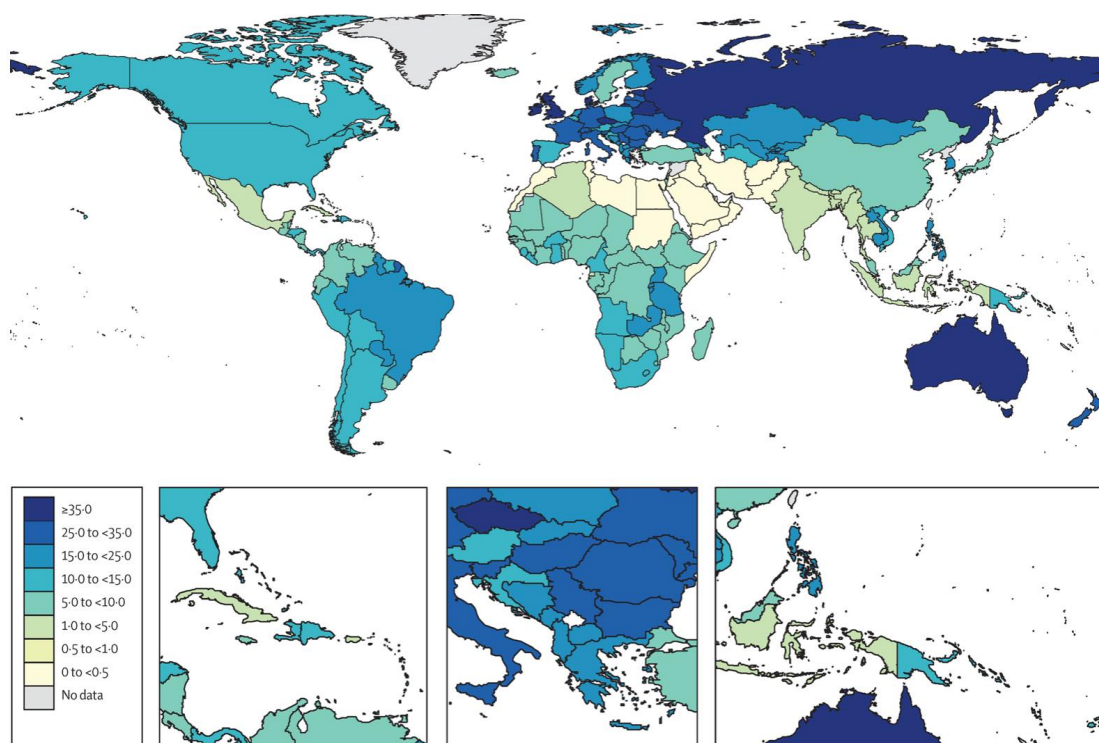 ≥35·0
25·0 to <35·0
15·0 to <25·0
10·0 to <15·0
5·0 to <10·0
1·0 to <5·0
0·5 to <1·0
0 to <0·5
No data